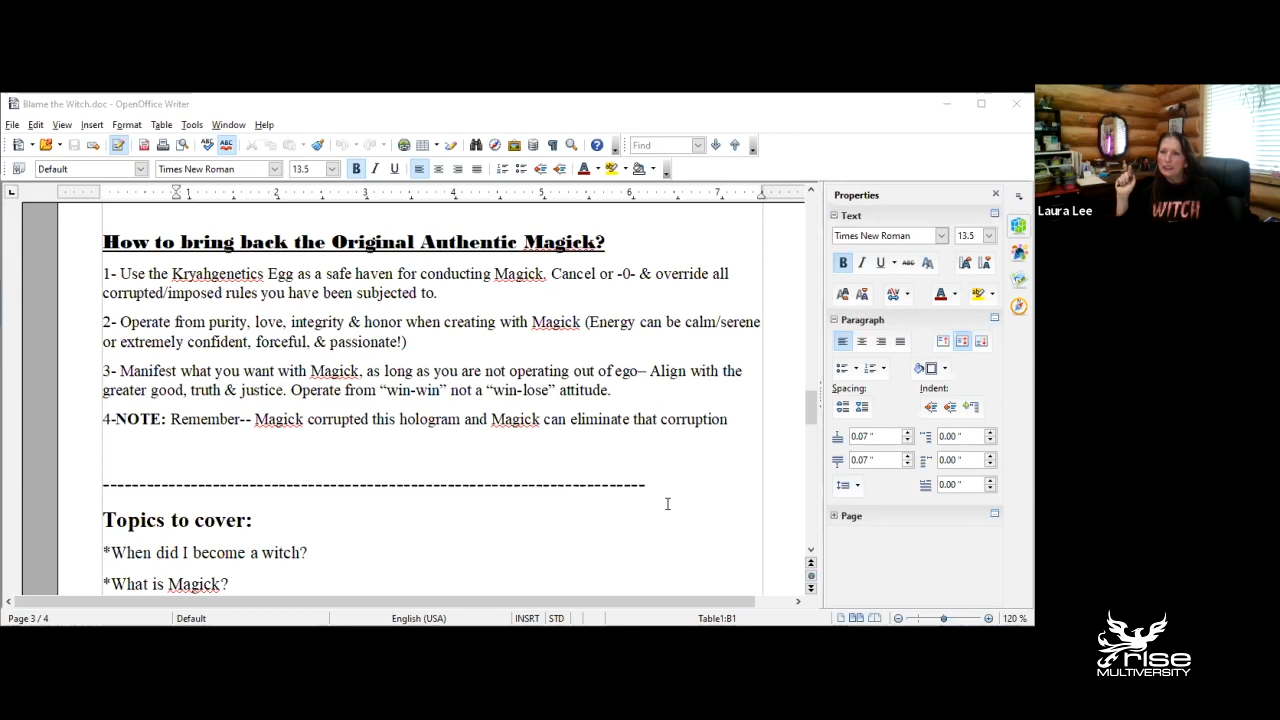 Blame the Witch.doc - OpenOffice Writer
File Edit View Insert Format Table Tools Window Help
Find
Default Times New Roman 13.5
1 2 3 4 5 6 7
How to bring back the Original Authentic Magick?
1- Use the Kryahgenetics Egg as a safe haven for conducting Magick. Cancel or -0- & override all
corrupted/imposed rules you have been subjected to.
2- Operate from purity, love, integrity & honor when creating with Magick (Energy can be calm/serene
or extremely confident, forceful, & passionate!)
3- Manifest what you want with Magick, as long as you are not operating out of ego– Align with the
greater good, truth & justice. Operate from “win-win” not a “win-lose” attitude.
4-NOTE: Remember-- Magick corrupted this hologram and Magick can eliminate that corruption
--------------------------------------------------------------------------
Topics to cover:
*When did I become a witch?
*What is Magick?
Page 3 / 4 Default English (USA) INSRT STD Table1:B1 120 %
Properties
Text
Times New Roman 13.5
Paragraph
Spacing: Indent:
0.07 " 0.00 "
0.07 " 0.00 "
0.00 "
Page
Laura Lee
WITCH
rise
MULTIVERSITY